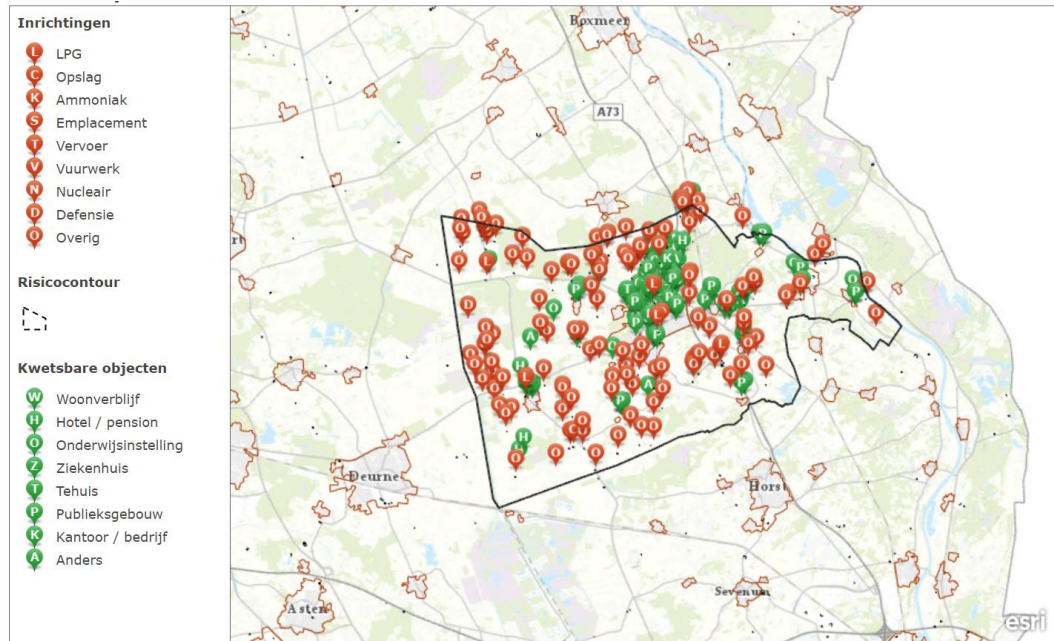 Inrichtingen
L LPG
C Opslag
K Ammoniak
S Emplacement
T Vervoer
V Vuurwerk
N Nucleair
D Defensie
O Overig
Risicocontour
Kwetsbare objecten
W Woonverblijf
H Hotel / pension
O Onderwijsinstelling
Z Ziekenhuis
T Tehuis
P Publieksgebouw
K Kantoor / bedrijf
A Anders
Boxmeer
A73
Deurne
Horst
Sevenum
Asten
esri